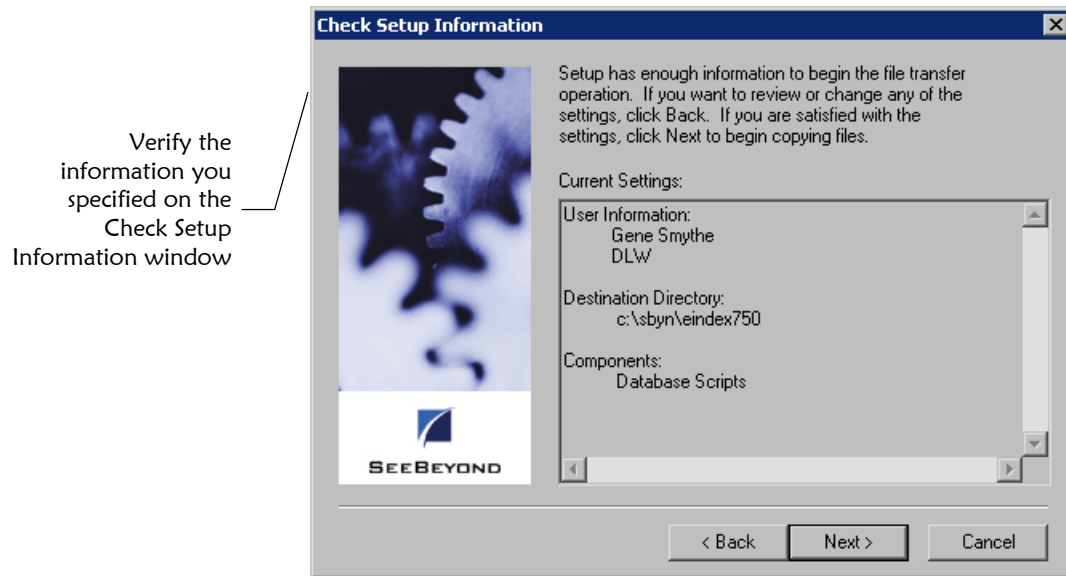 Check Setup Information
Verify the
information you
specified on the
Check Setup
Information window
Setup has enough information to begin the file transfer
operation. If you want to review or change any of the
settings, click Back. If you are satisfied with the
settings, click Next to begin copying files.
Current Settings:
User Information:
Gene Smythe
DLW
Destination Directory:
c:\sbyn\eindex750
Components:
Database Scripts
SEEBEYOND
< Back
Next >
Cancel